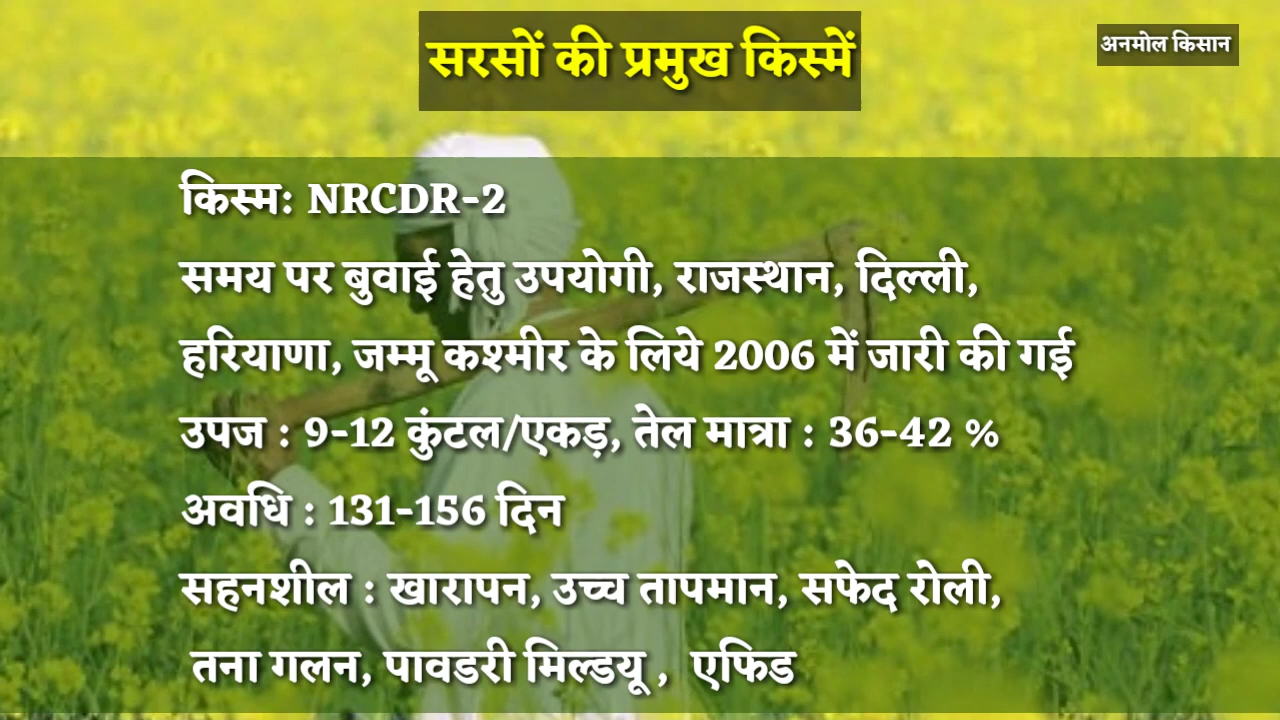 सरसों की प्रमुख किस्में
अनमोल किसान
किस्म: NRCDR-2
समय पर बुवाई हेतु उपयोगी, राजस्थान, दिल्ली,
हरियाणा, जम्मू कश्मीर के लिये 2006 में जारी की गई
उपज : 9-12 कुंटल/एकड़, तेल मात्रा : 36-42 %
अवधि : 131-156 दिन
सहनशील : खारापन, उच्च तापमान, सफेद रोली,
तना गलन, पावडरी मिल्डयू , एफिड